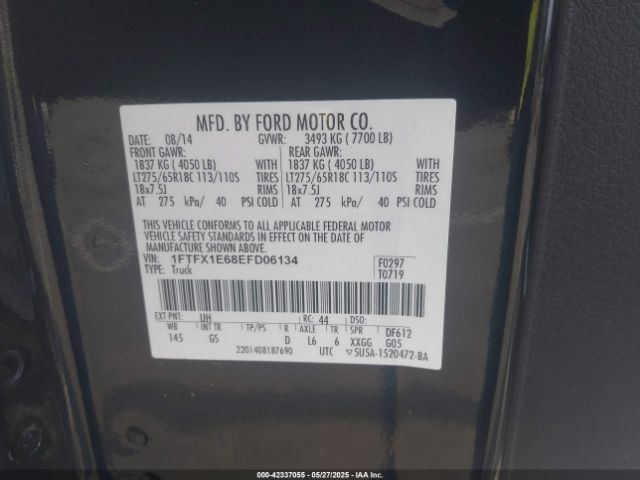 MFD. BY FORD MOTOR CO.
DATE: 08/14 GVWR: 3493 KG ( 7700 LB)
FRONT GAWR: REAR GAWR:
1837 KG ( 4050 LB) WITH 1837 KG ( 4050 LB) WITH
LT275/65R18C 113/110S TIRES LT275/65R18C 113/110S TIRES
18x7.5J RIMS 18x7.5J RIMS
AT 275 kPa/ 40 PSI COLD AT 275 kPa/ 40 PSI COLD
THIS VEHICLE CONFORMS TO ALL APPLICABLE FEDERAL MOTOR
VEHICLE SAFETY STANDARDS IN EFFECT ON THE DATE OF
MANUFACTURE SHOWN ABOVE.
VIN: 1FTFX1E68EFD06134 F0297
TYPE: Truck T0719
EXT PNT: UH RC: 44 DSO:
WB INT TR TP/PS R AXLE TR SPR DF612
145 GS D L6 6 XXGG G05
2201408187690 UTC 5U5A-1520472-BA
000-42337055 - 05/27/2025 - IAAI.COM